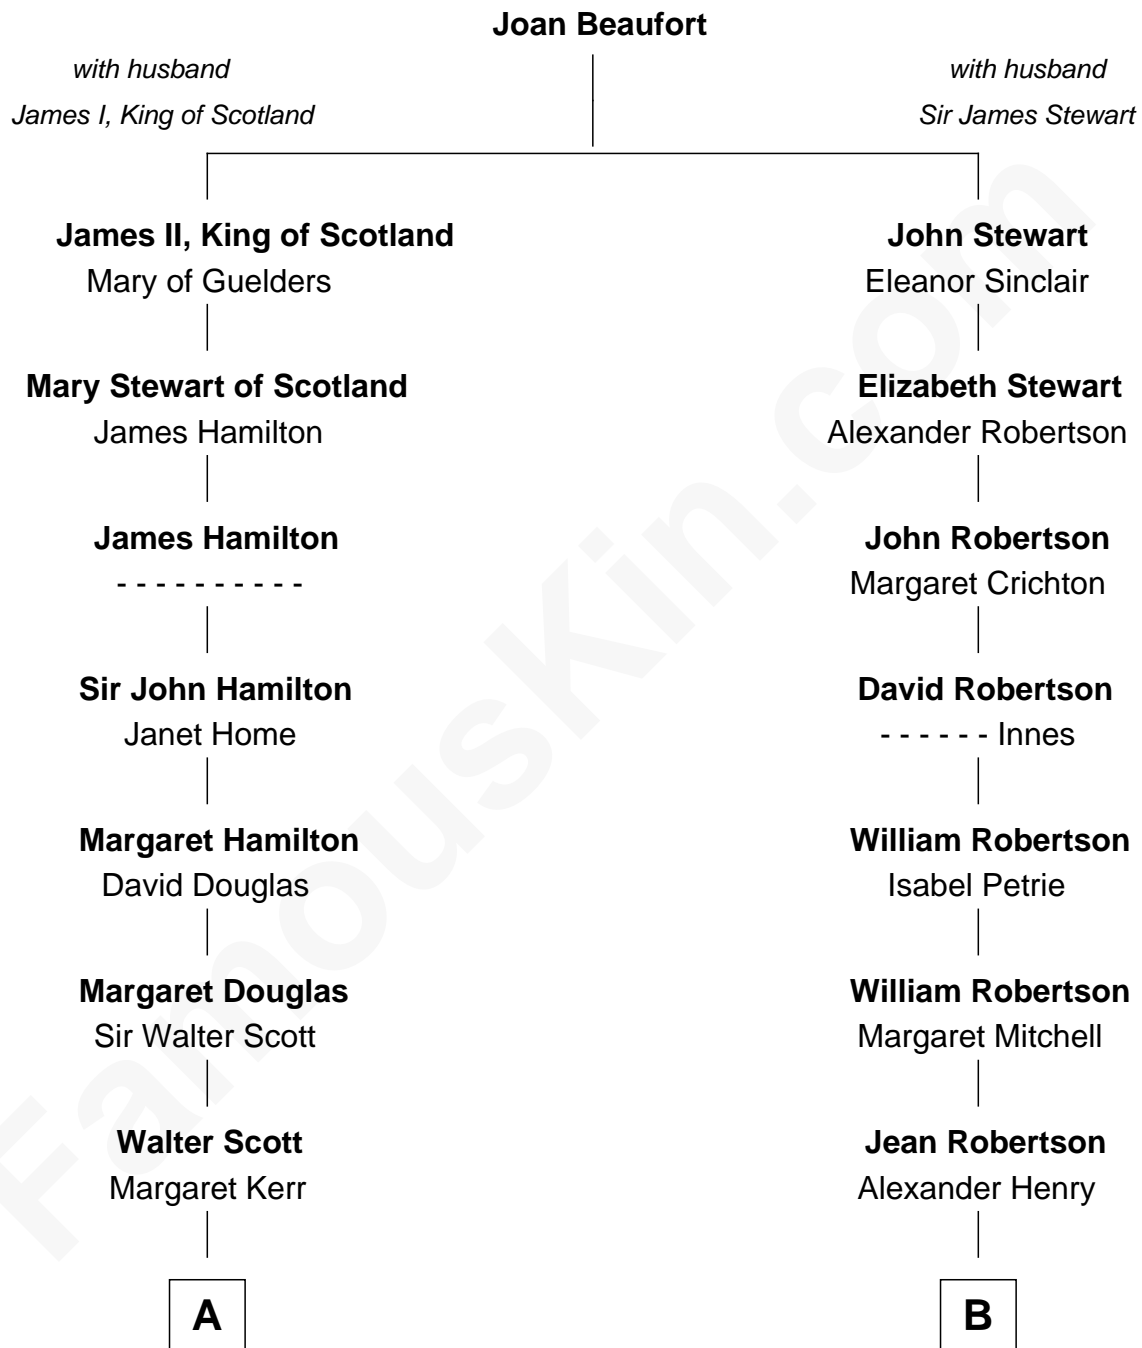 Joan Beaufort
with husband
James I, King of Scotland
with husband
Sir James Stewart
James II, King of Scotland
Mary of Guelders
John Stewart
Eleanor Sinclair
Mary Stewart of Scotland
James Hamilton
Elizabeth Stewart
Alexander Robertson
James Hamilton
- - - - - - - - - -
John Robertson
Margaret Crichton
Sir John Hamilton
Janet Home
David Robertson
- - - - - - Innes
Margaret Hamilton
David Douglas
William Robertson
Isabel Petrie
Margaret Douglas
Sir Walter Scott
William Robertson
Margaret Mitchell
Walter Scott
Margaret Kerr
Jean Robertson
Alexander Henry
A
B
FamousKin.com